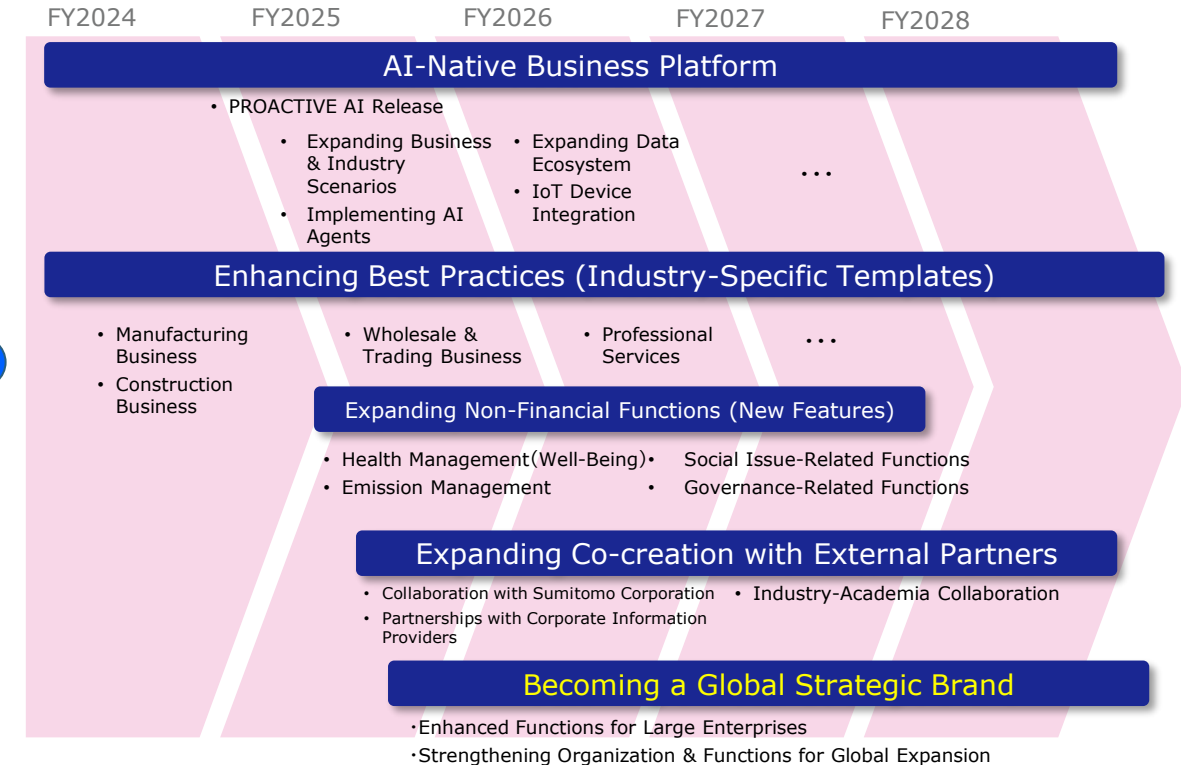 FY2024 FY2025 FY2026 FY2027 FY2028
AI-Native Business Platform
• PROACTIVE AI Release
• Expanding Business
& Industry
Scenarios
• Implementing AI
Agents
• Expanding Data
Ecosystem
• IoT Device
Integration
...
Enhancing Best Practices (Industry-Specific Templates)
• Manufacturing
Business
• Construction
Business
• Wholesale &
Trading Business
• Professional
Services
...
Expanding Non-Financial Functions (New Features)
• Health Management(Well-Being)
• Emission Management
• Social Issue-Related Functions
• Governance-Related Functions
Expanding Co-creation with External Partners
• Collaboration with Sumitomo Corporation
• Partnerships with Corporate Information
Providers
• Industry-Academia Collaboration
Becoming a Global Strategic Brand
・Enhanced Functions for Large Enterprises
・Strengthening Organization & Functions for Global Expansion